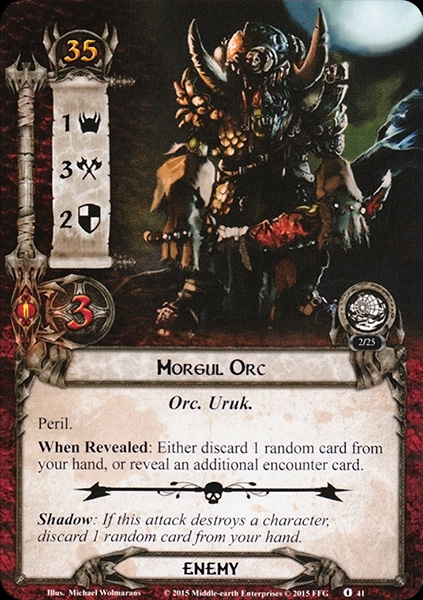 35
1
3
2
3
2/25
MORGUL ORC
Orc. Uruk.
Peril.
When Revealed: Either discard 1 random card from
your hand, or reveal an additional encounter card.
Shadow: If this attack destroys a character,
discard 1 random card from your hand.
ENEMY
Illus. Michael Wolmarans © 2015 Middle-earth Enterprises © 2015 FFG 41